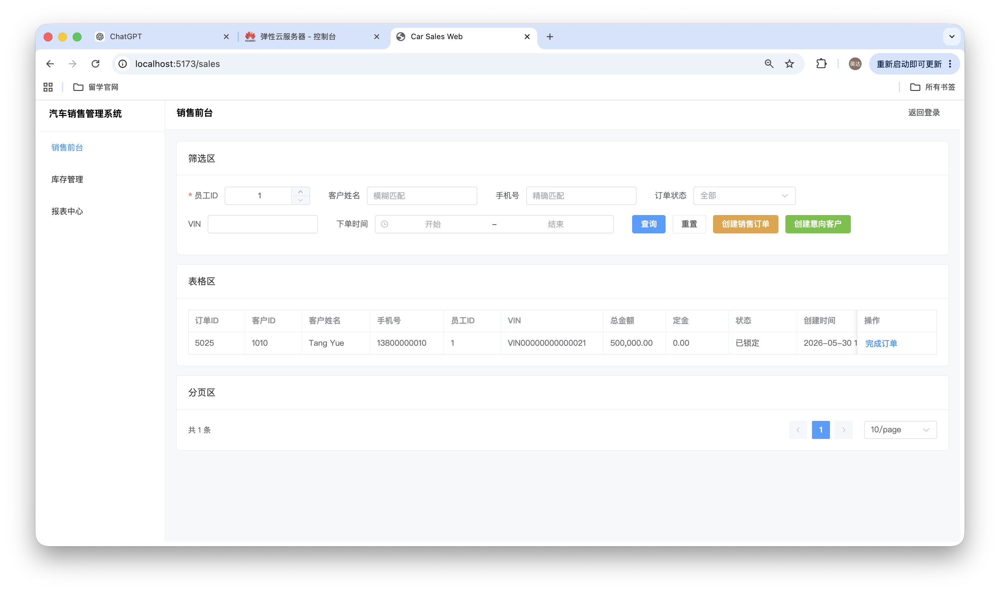 ChatGPT
弹性云服务器 - 控制台
Car Sales Web
localhost:5173/sales
昊达
重新启动即可更新
留学官网
所有书签
汽车销售管理系统
销售前台
返回登录
销售前台
库存管理
报表中心
筛选区
* 员工ID 1 客户姓名 模糊匹配 手机号 精确匹配 订单状态 全部
VIN 下单时间 开始 – 结束 查询 重置 创建销售订单 创建意向客户
表格区
订单ID 客户ID 客户姓名 手机号 员工ID VIN 总金额 定金 状态 创建时间 操作
5025 1010 Tang Yue 13800000010 1 VIN00000000000021 500,000.00 0.00 已锁定 2026-05-30 1 完成订单
分页区
共 1 条 1 10/page